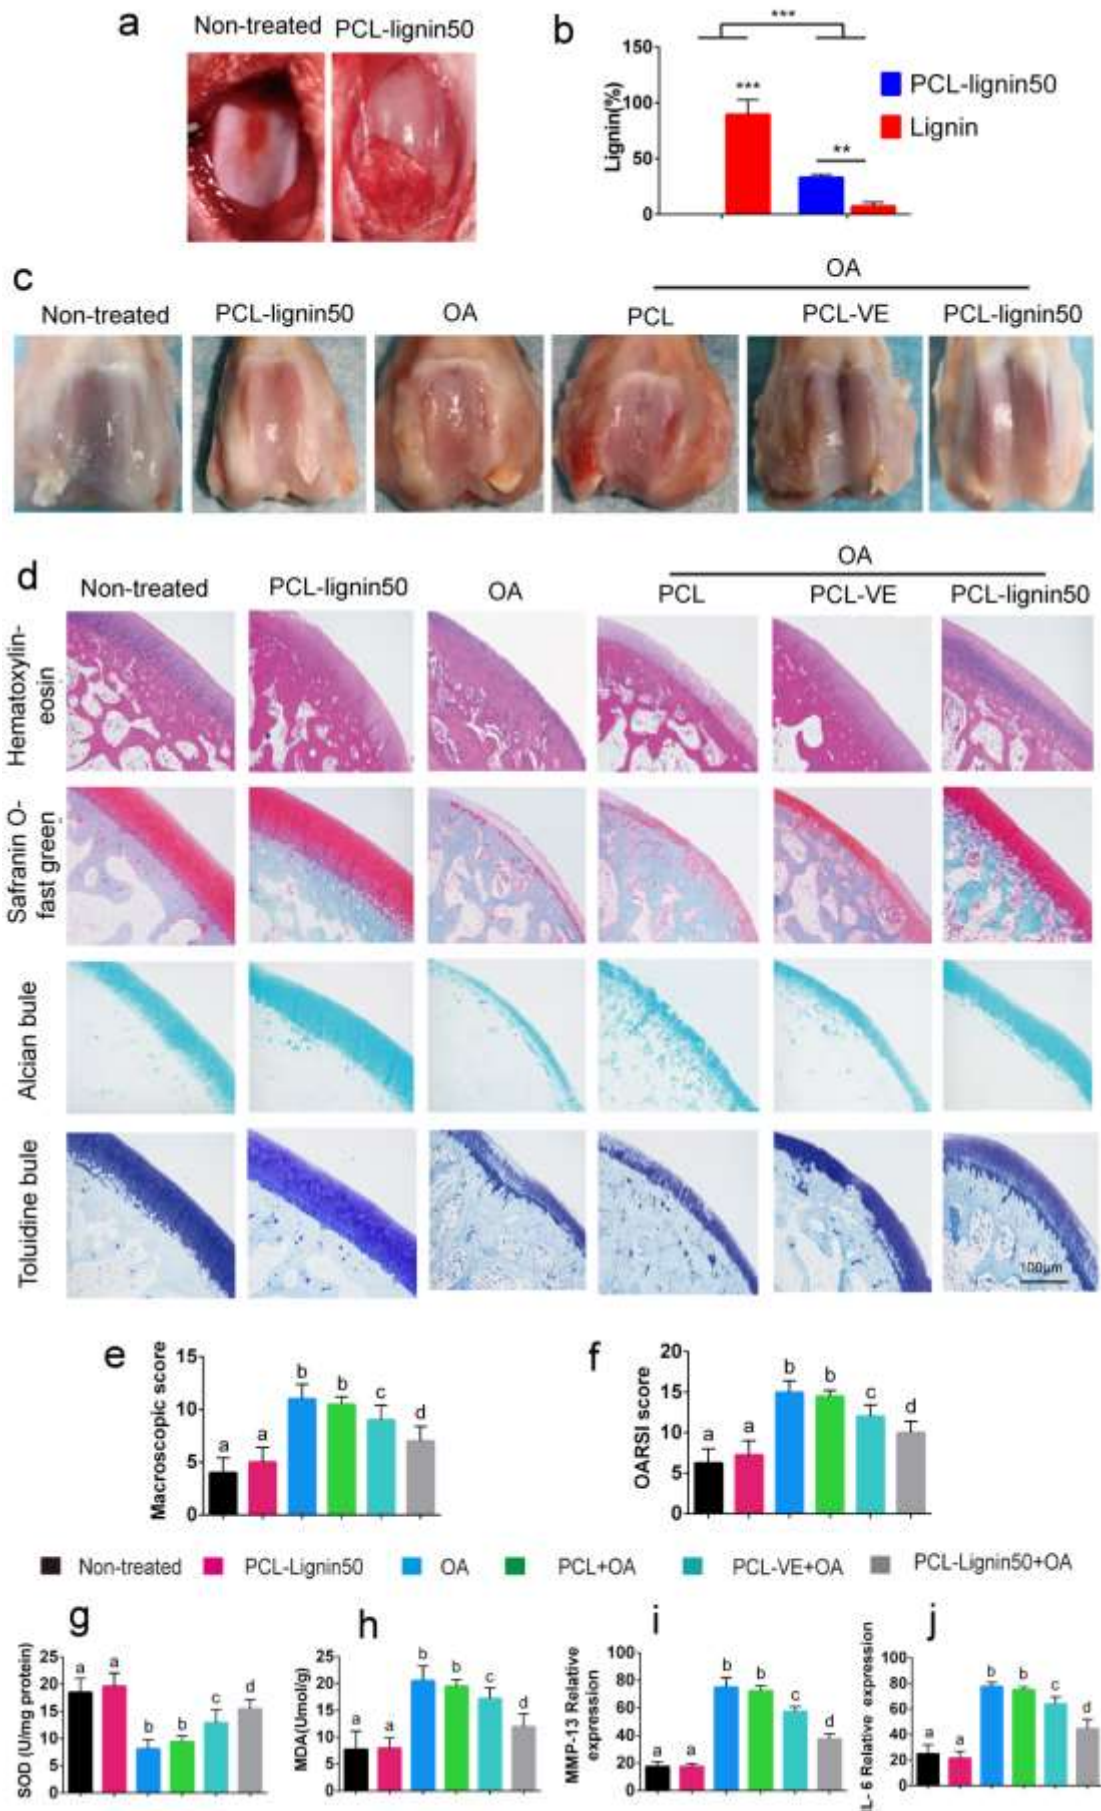 a
Non-treated PCL-lignin50
b
***
150
100
50
0
Lignin(%)
***
**
PCL-lignin50
Lignin
c
OA
Non-treated PCL-lignin50 OA PCL PCL-VE PCL-lignin50
d
OA
Non-treated PCL-lignin50 OA PCL PCL-VE PCL-lignin50
Hematoxylin-
eosin
Safranin O-
fast green
Alcian bule
Toluidine bule
100μm
e
Macroscopic score
15
10
5
0
a a b b c d
f
OARSI score
20
15
10
5
0
a a b b c d
Non-treated PCL-Lignin50 OA PCL+OA PCL-VE+OA PCL-Lignin50+OA
g
SOD (U/mg protein)
25
20
15
10
5
0
a a b b c d
h
MDA(Umol/g)
25
20
15
10
5
0
a a b b c d
i
MMP-13 Relative
expression
100
80
60
40
20
0
a a b b c d
j
IL- 6 Relative expression
100
80
60
40
20
0
a a b b c d